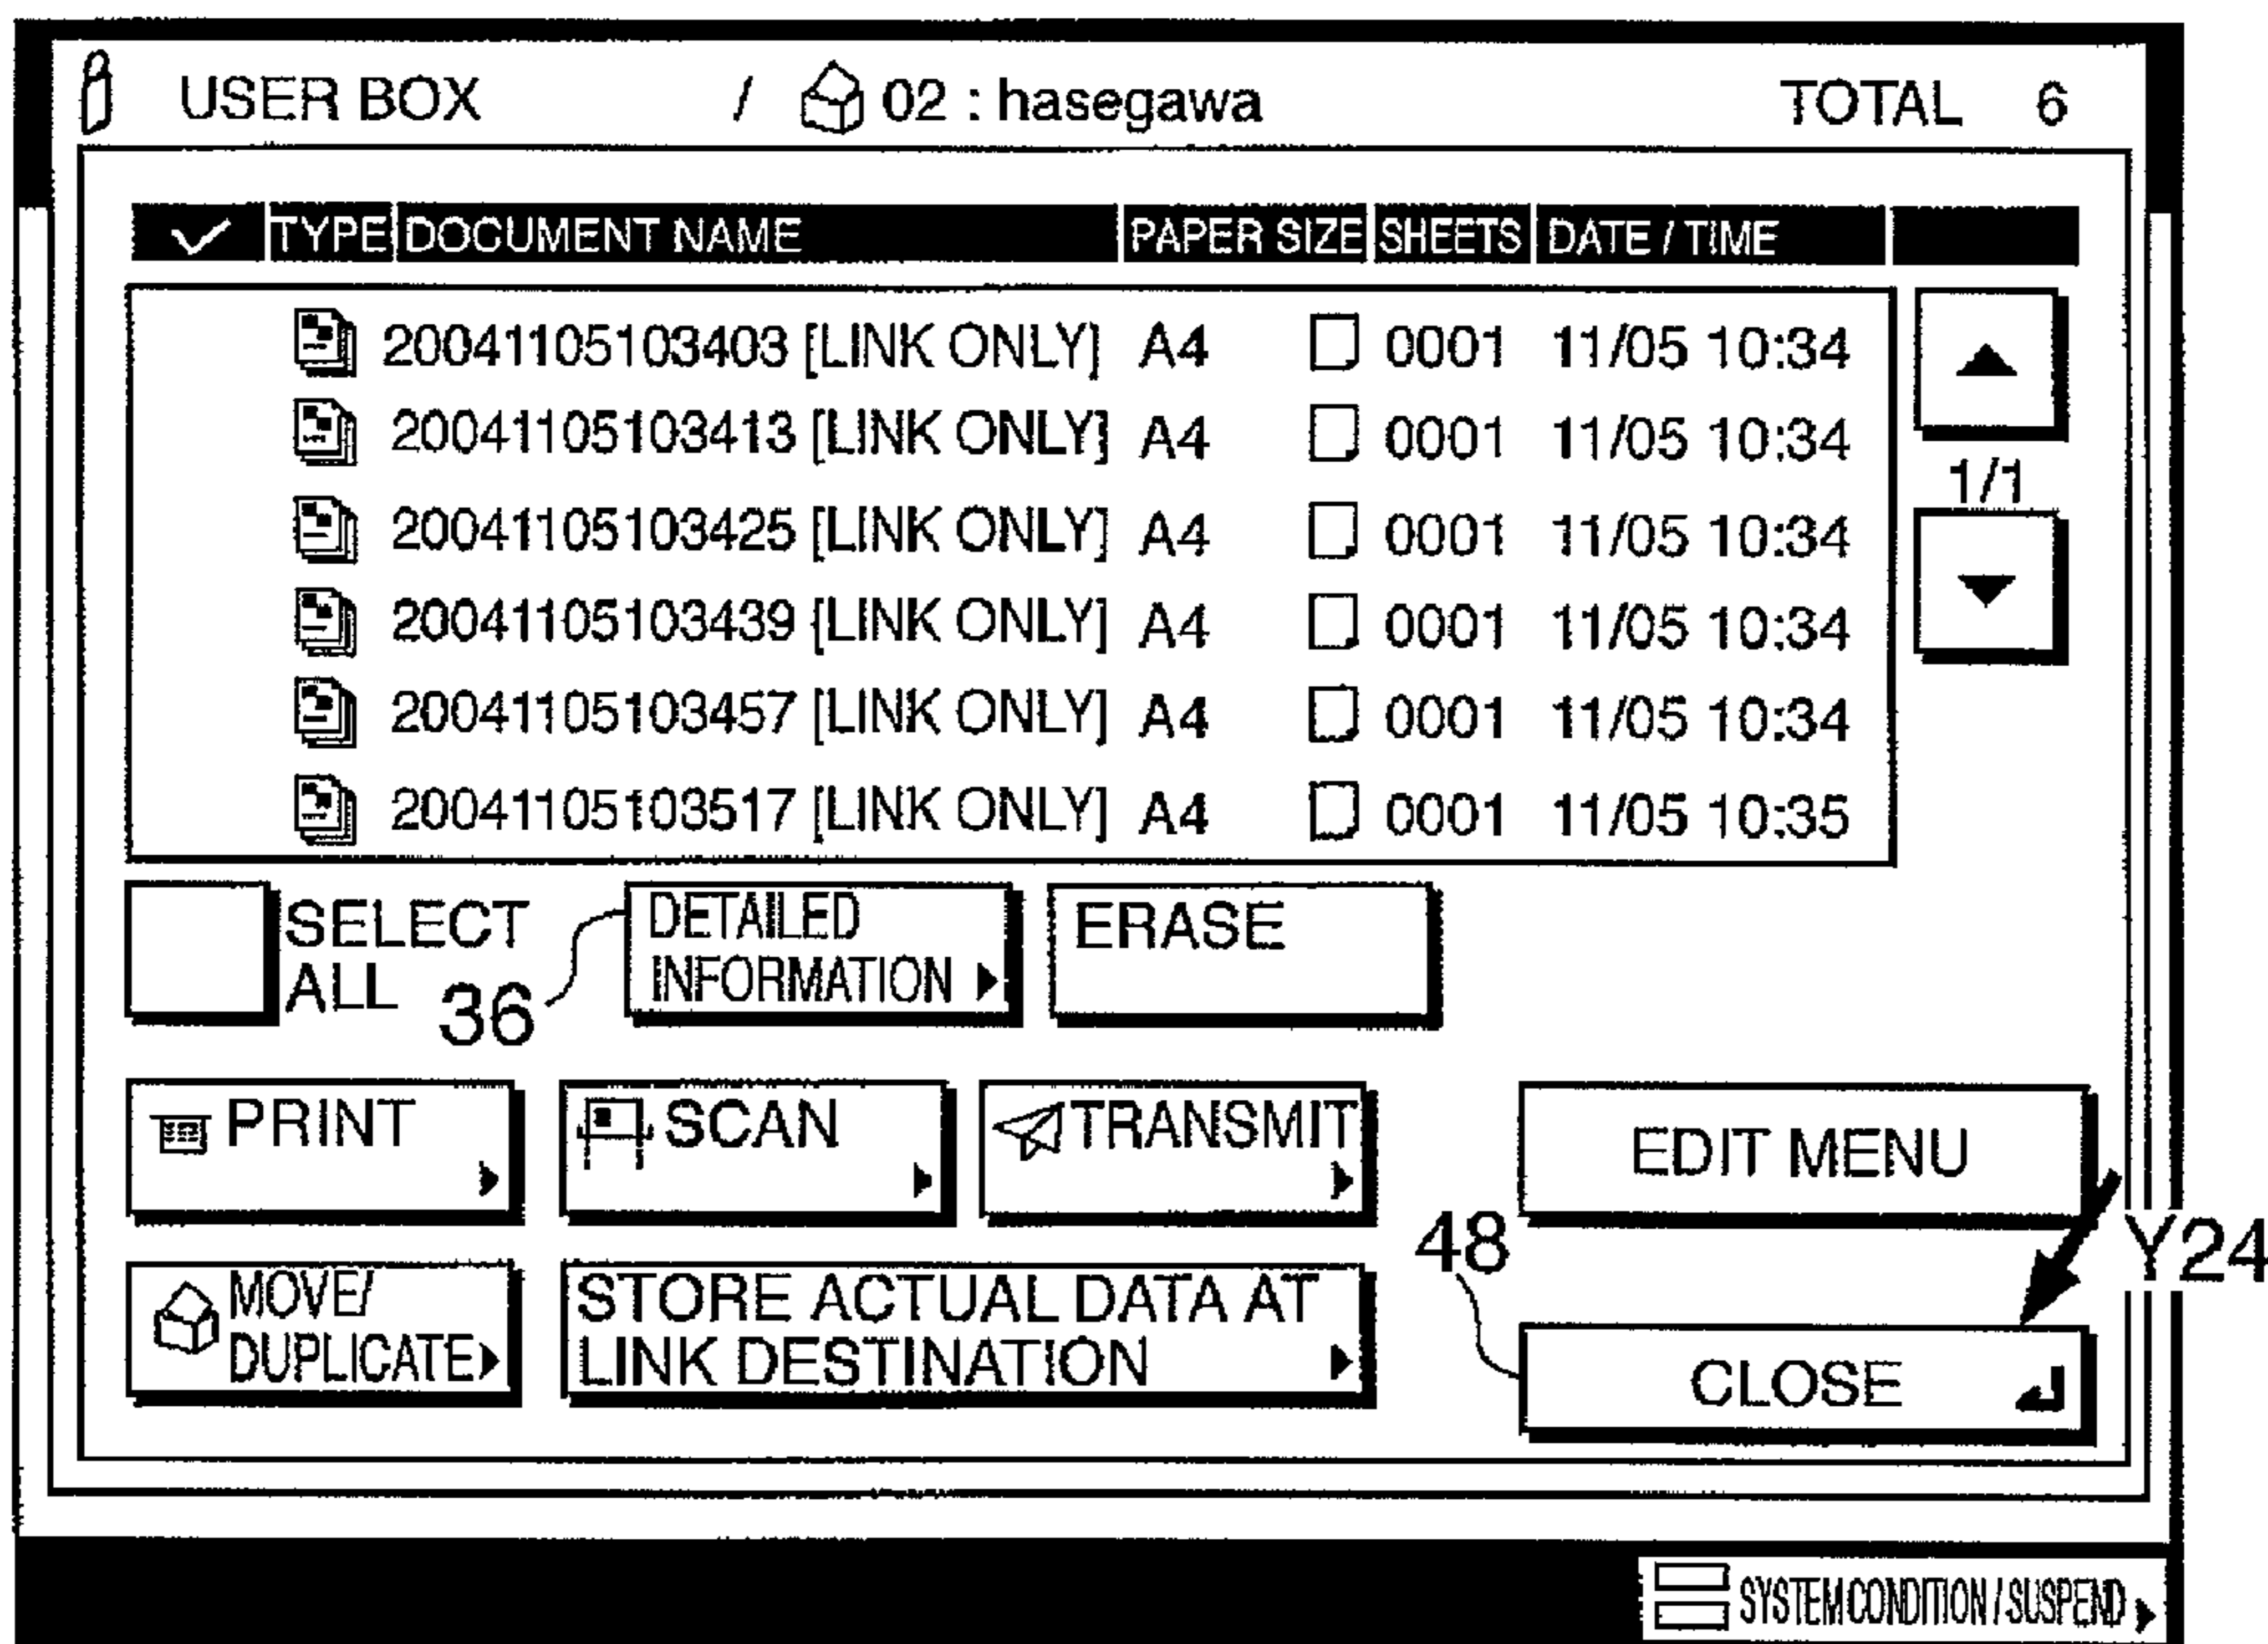 USER BOX / 02 : hasegawa TOTAL 6
TYPE DOCUMENT NAME PAPER SIZE SHEETS DATE / TIME
20041105103403 [LINK ONLY] A4 0001 11/05 10:34
20041105103413 [LINK ONLY] A4 0001 11/05 10:34
1/1
20041105103425 [LINK ONLY] A4 0001 11/05 10:34
20041105103439 [LINK ONLY] A4 0001 11/05 10:34
20041105103457 [LINK ONLY] A4 0001 11/05 10:34
20041105103517 [LINK ONLY] A4 0001 11/05 10:35
SELECT
ALL
36
DETAILED
INFORMATION
ERASE
PRINT
SCAN
TRANSMIT
EDIT MENU
Y24
48
MOVE/
DUPLICATE
STORE ACTUAL DATA AT
LINK DESTINATION
CLOSE
SYSTEM CONDITION / SUSPEND